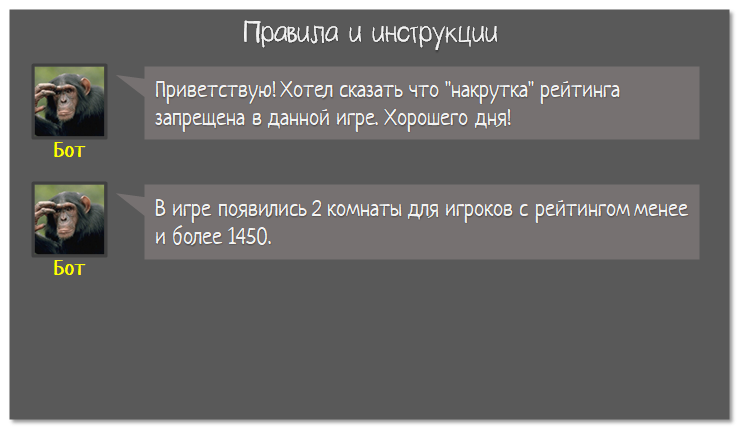 Правила и инструкции
Приветствую! Хотел сказать что "накрутка" рейтинга
запрещена в данной игре. Хорошего дня!
Бот
В игре появились 2 комнаты для игроков с рейтингом менее
и более 1450.
Бот